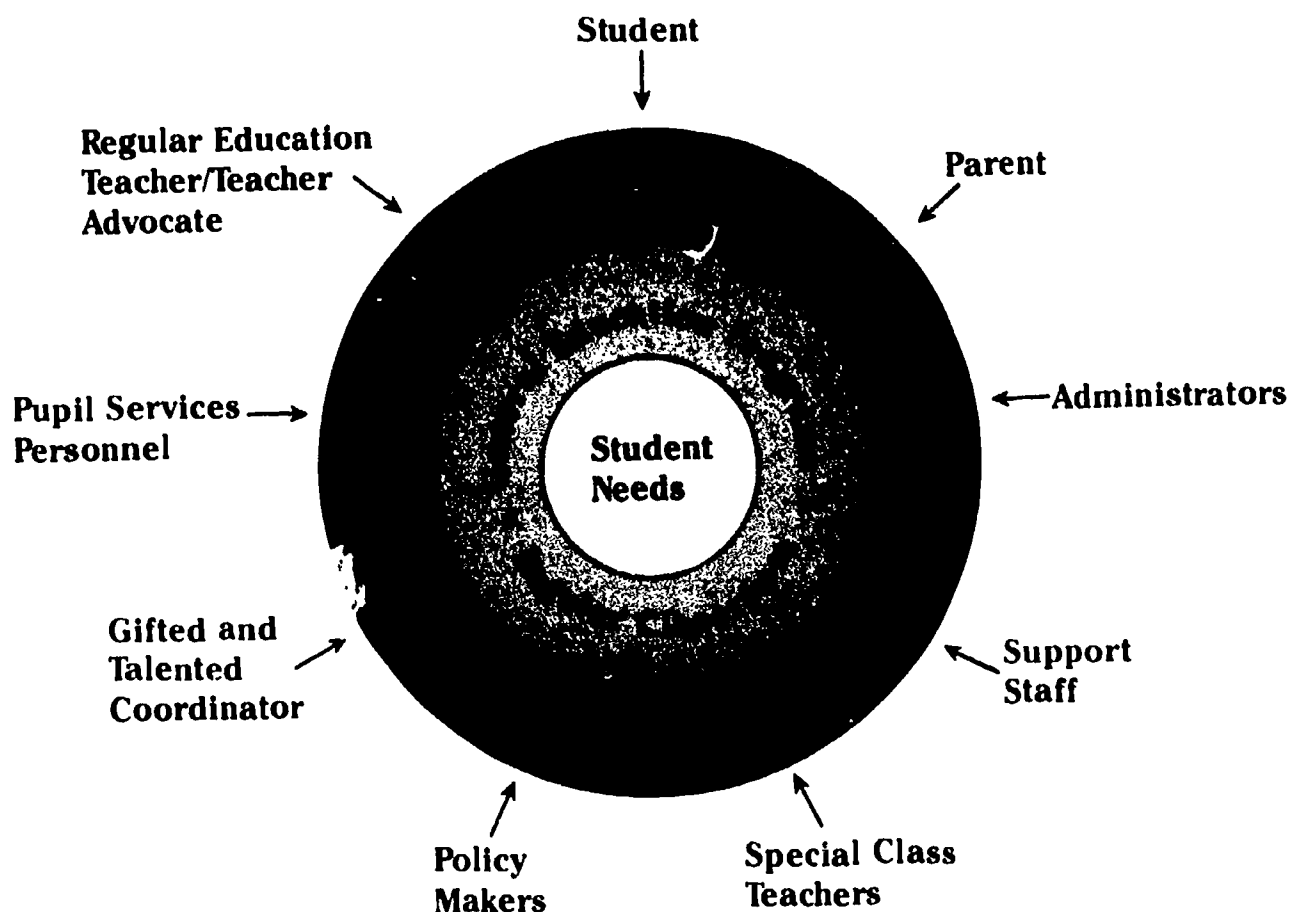 Student
Regular Education
Teacher/Teacher
Advocate
Parent
Pupil Services
Personnel
Administrators
Student
Needs
Gifted and
Talented
Coordinator
Support
Staff
Policy
Makers
Special Class
Teachers